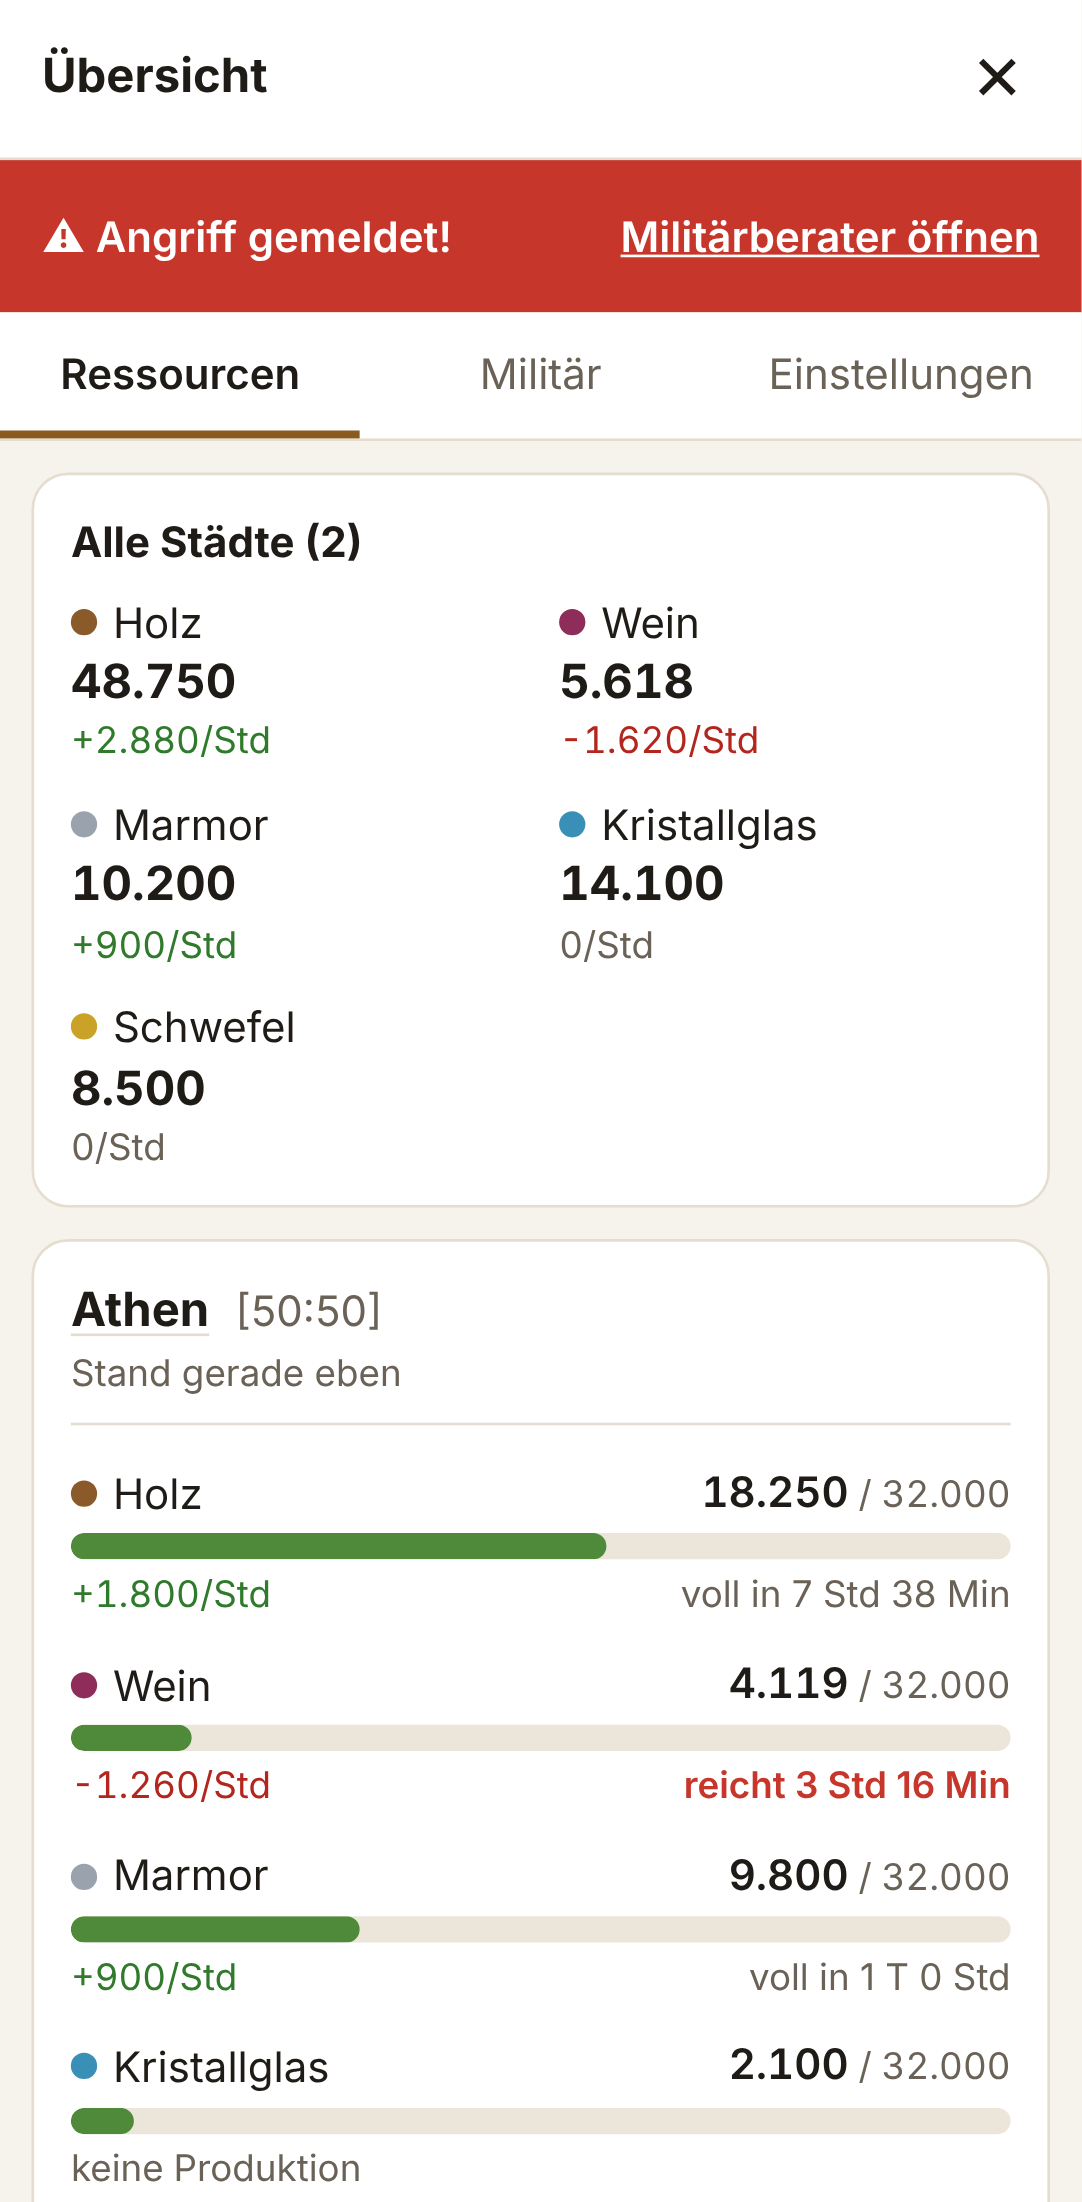 Übersicht
⚠ Angriff gemeldet! Militärberater öffnen
Ressourcen Militär Einstellungen
Alle Städte (2)
Holz Wein
48.750 5.618
+2.880/Std -1.620/Std
Marmor Kristallglas
10.200 14.100
+900/Std 0/Std
Schwefel
8.500
0/Std
Athen [50:50]
Stand gerade eben
Holz 18.250 / 32.000
+1.800/Std voll in 7 Std 38 Min
Wein 4.119 / 32.000
-1.260/Std reicht 3 Std 16 Min
Marmor 9.800 / 32.000
+900/Std voll in 1 T 0 Std
Kristallglas 2.100 / 32.000
keine Produktion